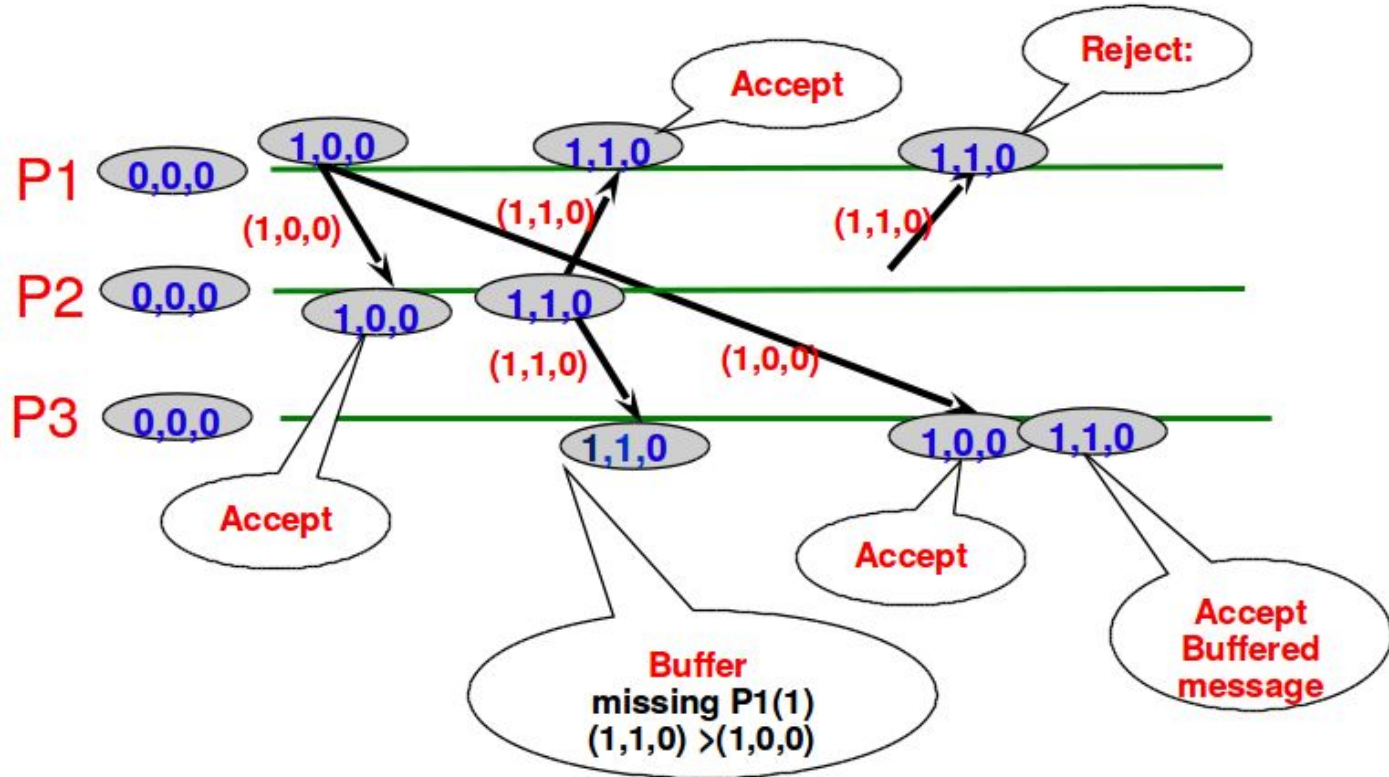 Reject:
Accept
P1
0,0,0
1,0,0
1,1,0
1,1,0
(1,0,0)
(1,1,0)
(1,1,0)
P2
0,0,0
1,0,0
1,1,0
(1,1,0)
(1,0,0)
P3
0,0,0
1,1,0
1,0,0
1,1,0
Accept
Accept
Buffer
missing P1(1)
(1,1,0) >(1,0,0)
Accept
Buffered
message